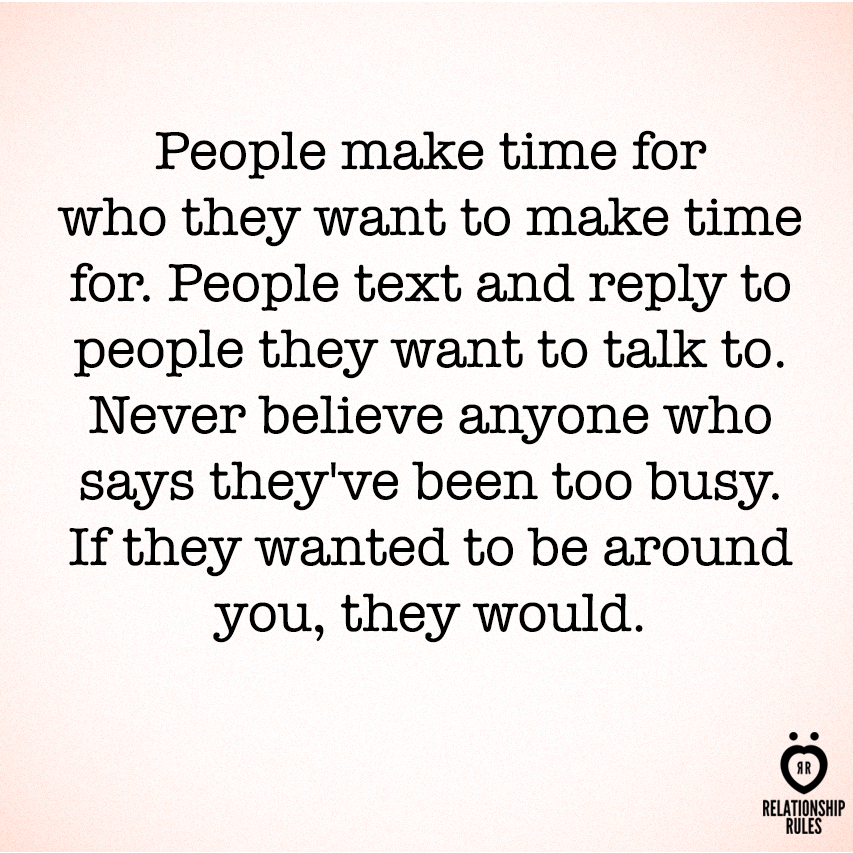 People make time for
who they want to make time
for. People text and reply to
people they want to talk to.
Never believe anyone who
says they've been too busy.
If they wanted to be around
you, they would.
RR
RELATIONSHIP
RULES